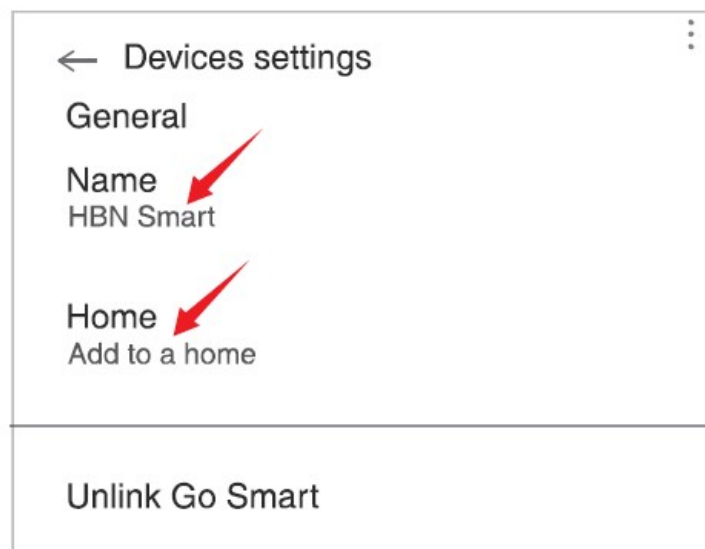 Devices settings
General
Name
HBN Smart
Home
Add to a home
Unlink Go Smart